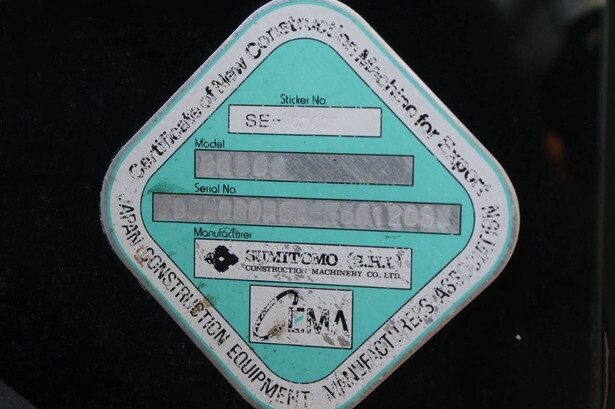 Certificate of New Construction Machine for Export
Sticker No.
SE-
Model
Serial No
Manufacturer
SUMITOMO (S.H.I.)
CONSTRUCTION MACHINERY CO., LTD.
CEMA
JAPAN CONSTRUCTION EQUIPMENT MANUFACTURERS ASSOCIATION